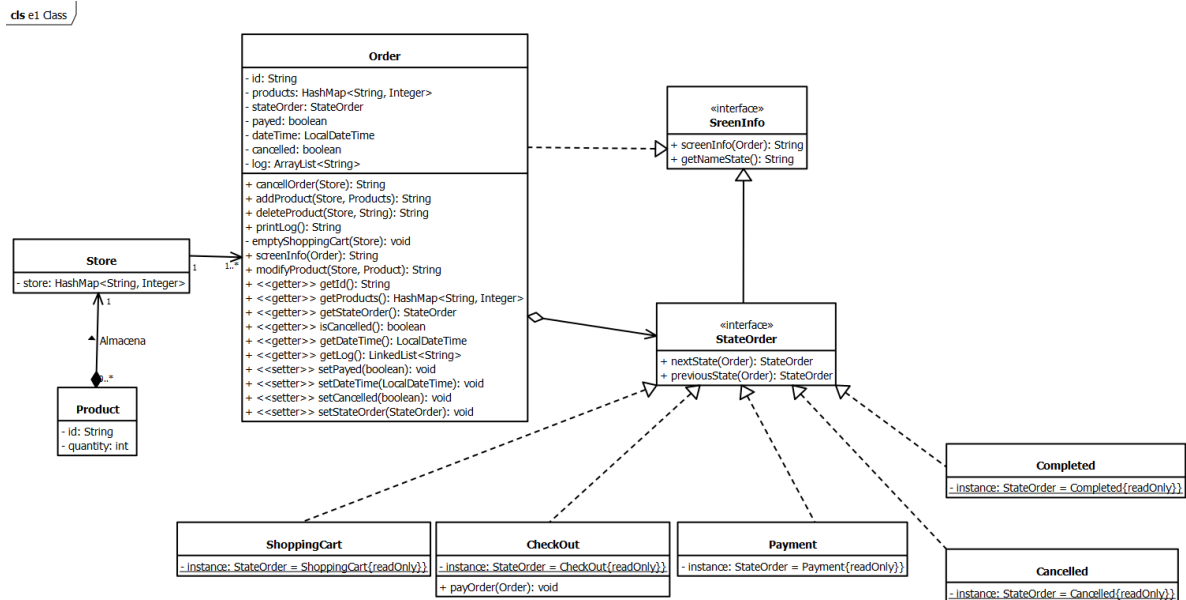 cls e1 Class
Order
- id: String
- products: HashMap<String, Integer>
- stateOrder: StateOrder
- payed: boolean
- dateTime: LocalDateTime
- cancelled: boolean
- log: ArrayList<String>
+ cancellOrder(Store): String
+ addProduct(Store, Products): String
+ deleteProduct(Store, String): String
+ printLog(): String
- emptyShoppingCart(Store): void
+ screenInfo(Order): String
+ modifyProduct(Store, Product): String
+ <<getter>> getId(): String
+ <<getter>> getProducts(): HashMap<String, Integer>
+ <<getter>> getStateOrder(): StateOrder
+ <<getter>> isCancelled(): boolean
+ <<getter>> getDateTime(): LocalDateTime
+ <<getter>> getLog(): LinkedList<String>
+ <<setter>> setPayed(boolean): void
+ <<setter>> setDateTime(LocalDateTime): void
+ <<setter>> setCancelled(boolean): void
+ <<setter>> setStateOrder(StateOrder): void
«interface»
SreenInfo
+ screenInfo(Order): String
+ getNameState(): String
Store
- store: HashMap<String, Integer>
1
1..*
1
Almacena
0..*
Product
- id: String
- quantity: int
«interface»
StateOrder
+ nextState(Order): StateOrder
+ previousState(Order): StateOrder
Completed
- instance: StateOrder = Completed{readOnly}}
ShoppingCart
- instance: StateOrder = ShoppingCart{readOnly}}
CheckOut
- instance: StateOrder = CheckOut{readOnly}}
+ payOrder(Order): void
Payment
- instance: StateOrder = Payment{readOnly}}
Cancelled
- instance: StateOrder = Cancelled{readOnly}}